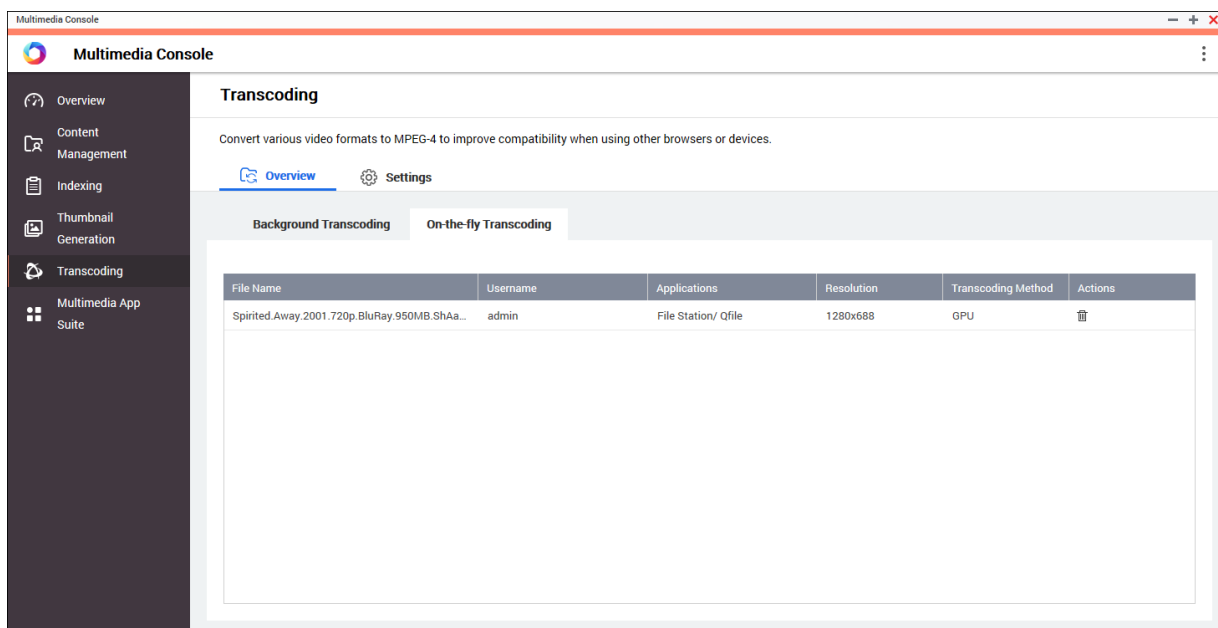 Multimedia Console
Multimedia Console
Overview
Content
Management
Indexing
Thumbnail
Generation
Transcoding
Multimedia App
Suite
Transcoding
Convert various video formats to MPEG-4 to improve compatibility when using other browsers or devices.
Overview Settings
Background Transcoding On-the-fly Transcoding
File Name Username Applications Resolution Transcoding Method Actions
Spirited.Away.2001.720p.BluRay.950MB.ShAa... admin File Station/ Qfile 1280x688 GPU